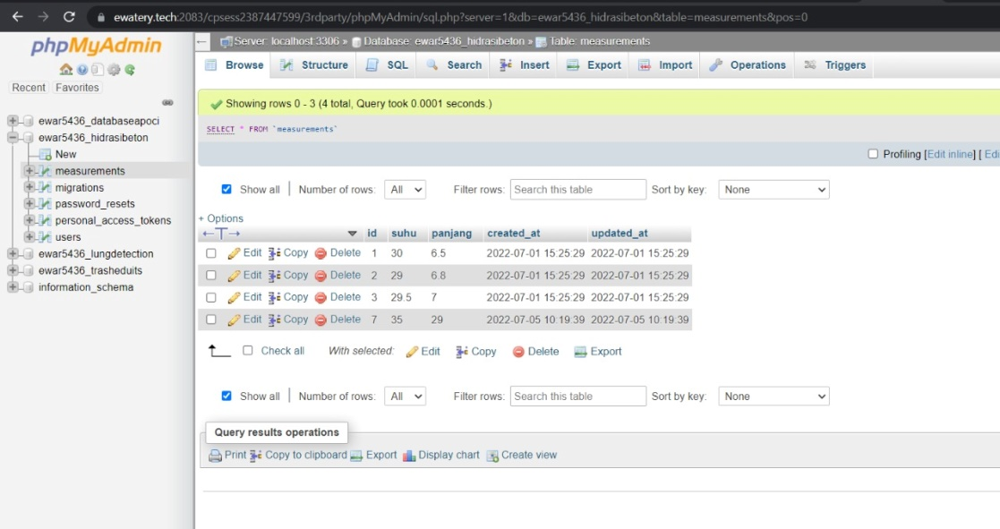 ewatery.tech:2083/cpsess2387447599/3rdparty/phpMyAdmin/sql.php?server=1&db=ewar5436_hidrasibeton&table=measurements&pos=0
phpMyAdmin
Recent Favorites
ewar5436_databaseapoci
ewar5436_hidrasibeton
New
measurements
migrations
password_resets
personal_access_tokens
users
ewar5436_lungdetection
ewar5436_trasheduits
information_schema
Server: localhost:3306 » Database: ewar5436_hidrasibeton » Table: measurements
Browse Structure SQL Search Insert Export Import Operations Triggers
Showing rows 0 - 3 (4 total, Query took 0.0001 seconds.)
SELECT * FROM `measurements`
Profiling [Edit inline] [ Edi
Show all Number of rows: All Filter rows: Search this table Sort by key: None
+ Options
←T→ id suhu panjang created_at updated_at
Edit Copy Delete 1 30 6.5 2022-07-01 15:25:29 2022-07-01 15:25:29
Edit Copy Delete 2 29 6.8 2022-07-01 15:25:29 2022-07-01 15:25:29
Edit Copy Delete 3 29.5 7 2022-07-01 15:25:29 2022-07-01 15:25:29
Edit Copy Delete 7 35 29 2022-07-05 10:19:39 2022-07-05 10:19:39
Check all With selected: Edit Copy Delete Export
Show all Number of rows: All Filter rows: Search this table Sort by key: None
Query results operations
Print Copy to clipboard Export Display chart Create view